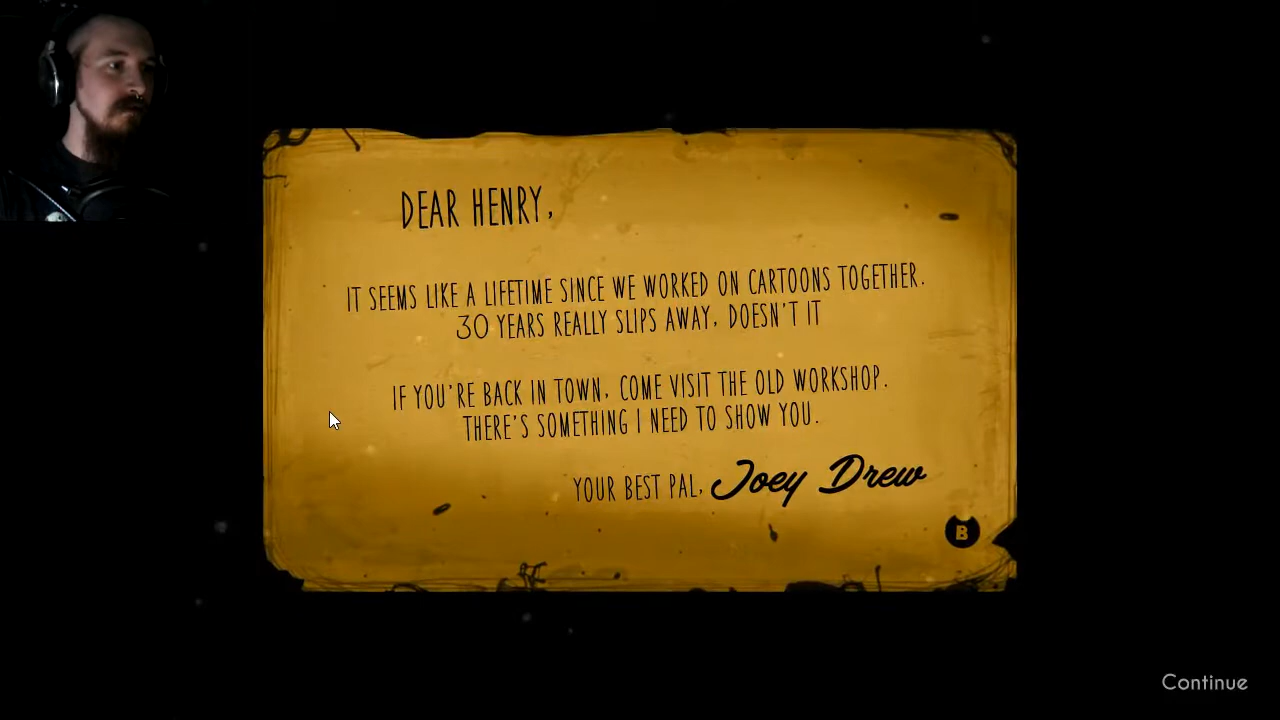 DEAR HENRY,
IT SEEMS LIKE A LIFETIME SINCE WE WORKED ON CARTOONS TOGETHER.
30 YEARS REALLY SLIPS AWAY, DOESN'T IT
IF YOU'RE BACK IN TOWN, COME VISIT THE OLD WORKSHOP.
THERE'S SOMETHING I NEED TO SHOW YOU.
YOUR BEST PAL, Joey Drew
B
Continue